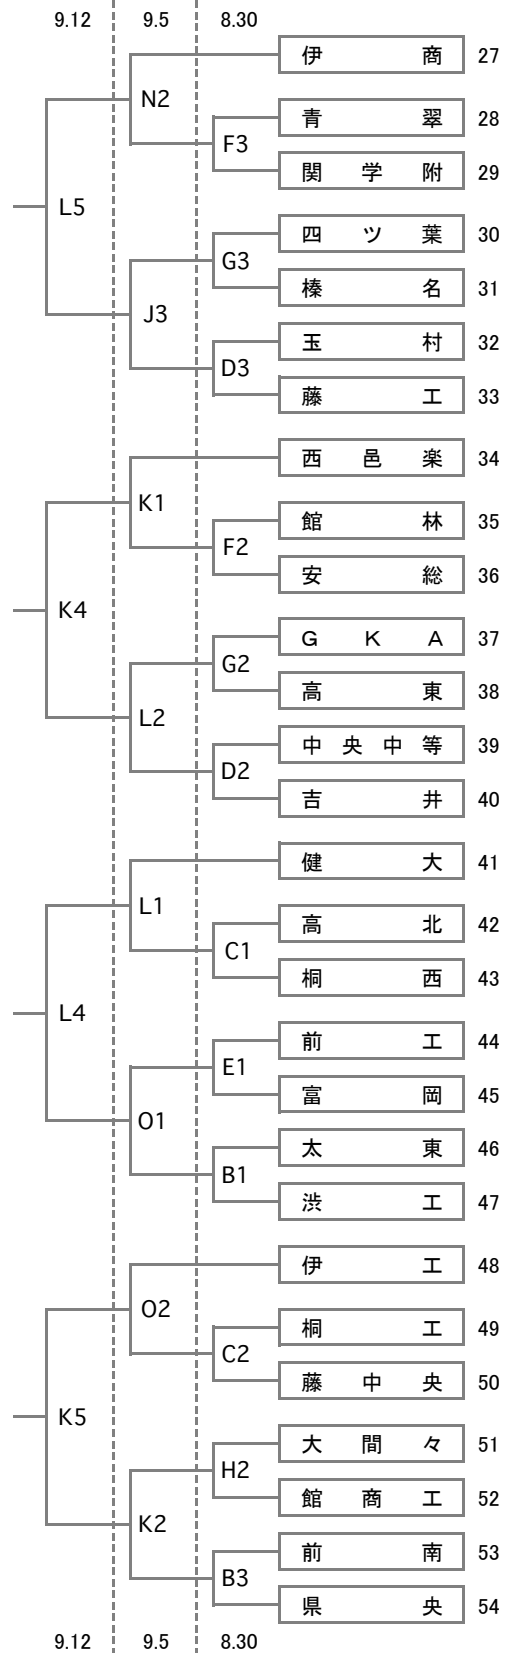 9.12 9.5 8.30
伊商 27
N2
青翠 28
F3
関学附 29
L5
四ツ葉 30
G3
榛名 31
J3
玉村 32
D3
藤工 33
西邑楽 34
K1
館林 35
F2
安総 36
K4
GKA 37
G2
高東 38
L2
中央中等 39
D2
吉井 40
健大 41
L1
高北 42
C1
桐西 43
L4
前工 44
E1
富岡 45
O1
太東 46
B1
渋工 47
伊工 48
O2
桐工 49
C2
藤中央 50
K5
大間々 51
H2
館商工 52
K2
前南 53
B3
県央 54
9.12 9.5 8.30